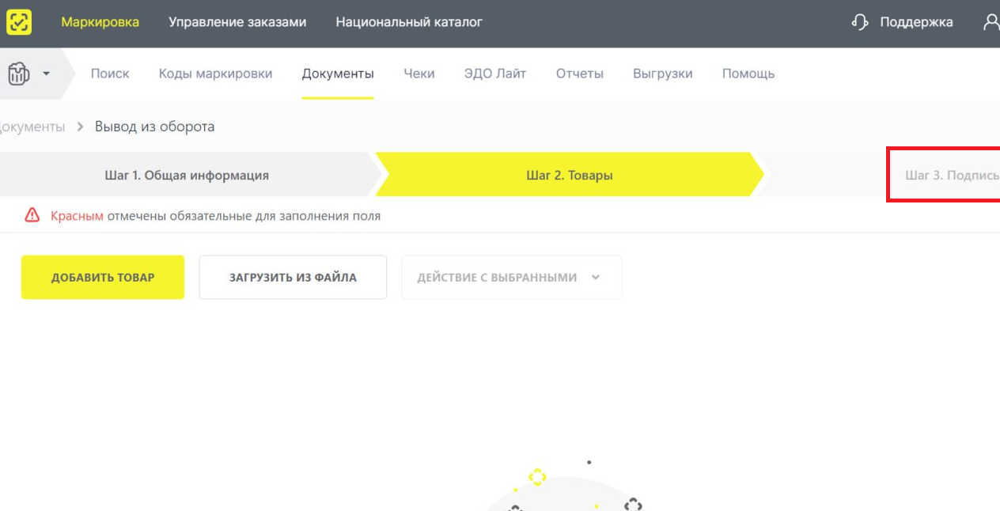 Маркировка Управление заказами Национальный каталог Поддержка
Поиск Коды маркировки Документы Чеки ЭДО Лайт Отчеты Выгрузки Помощь
окументы > Вывод из оборота
Шаг 1. Общая информация Шаг 2. Товары Шаг 3. Подпись
Красным отмечены обязательные для заполнения поля
ДОБАВИТЬ ТОВАР ЗАГРУЗИТЬ ИЗ ФАЙЛА ДЕЙСТВИЕ С ВЫБРАННЫМИ